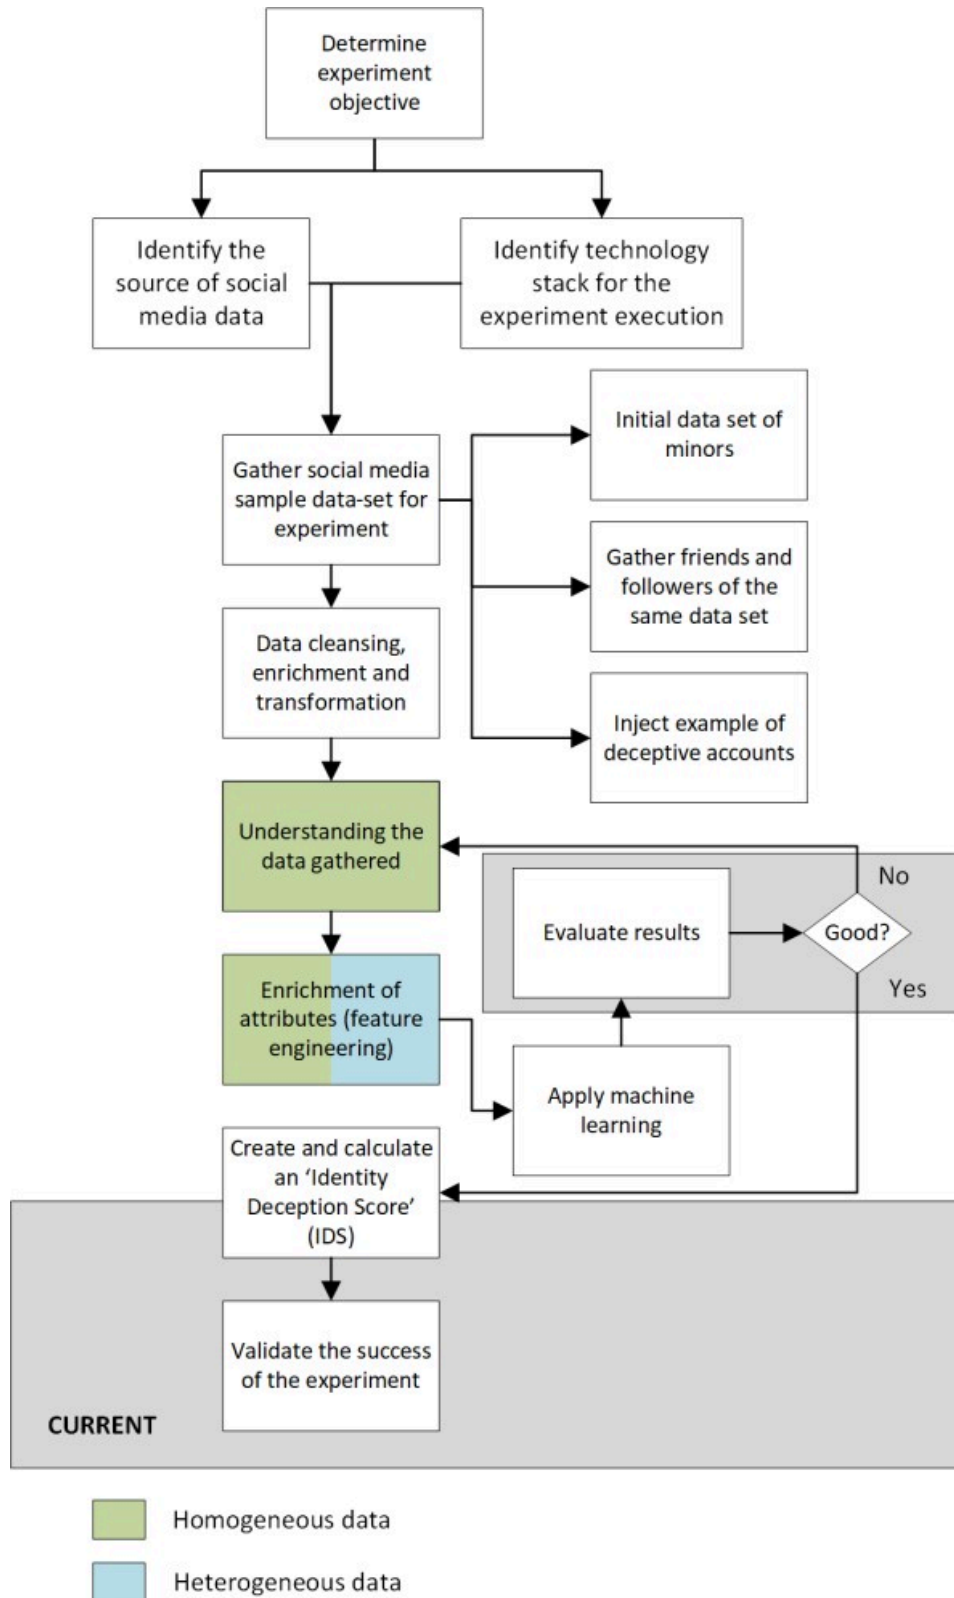 Determine
experiment
objective
Identify the
source of social
media data
Identify technology
stack for the
experiment execution
Initial data set of
minors
Gather social media
sample data-set for
experiment
Gather friends and
followers of the
same data set
Data cleansing,
enrichment and
transformation
Inject example of
deceptive accounts
Understanding the
data gathered
No
Evaluate results
Good?
Yes
Enrichment of
attributes (feature
engineering)
Apply machine
learning
Create and calculate
an ‘Identity
Deception Score’
(IDS)
Validate the success
of the experiment
CURRENT
Homogeneous data
Heterogeneous data